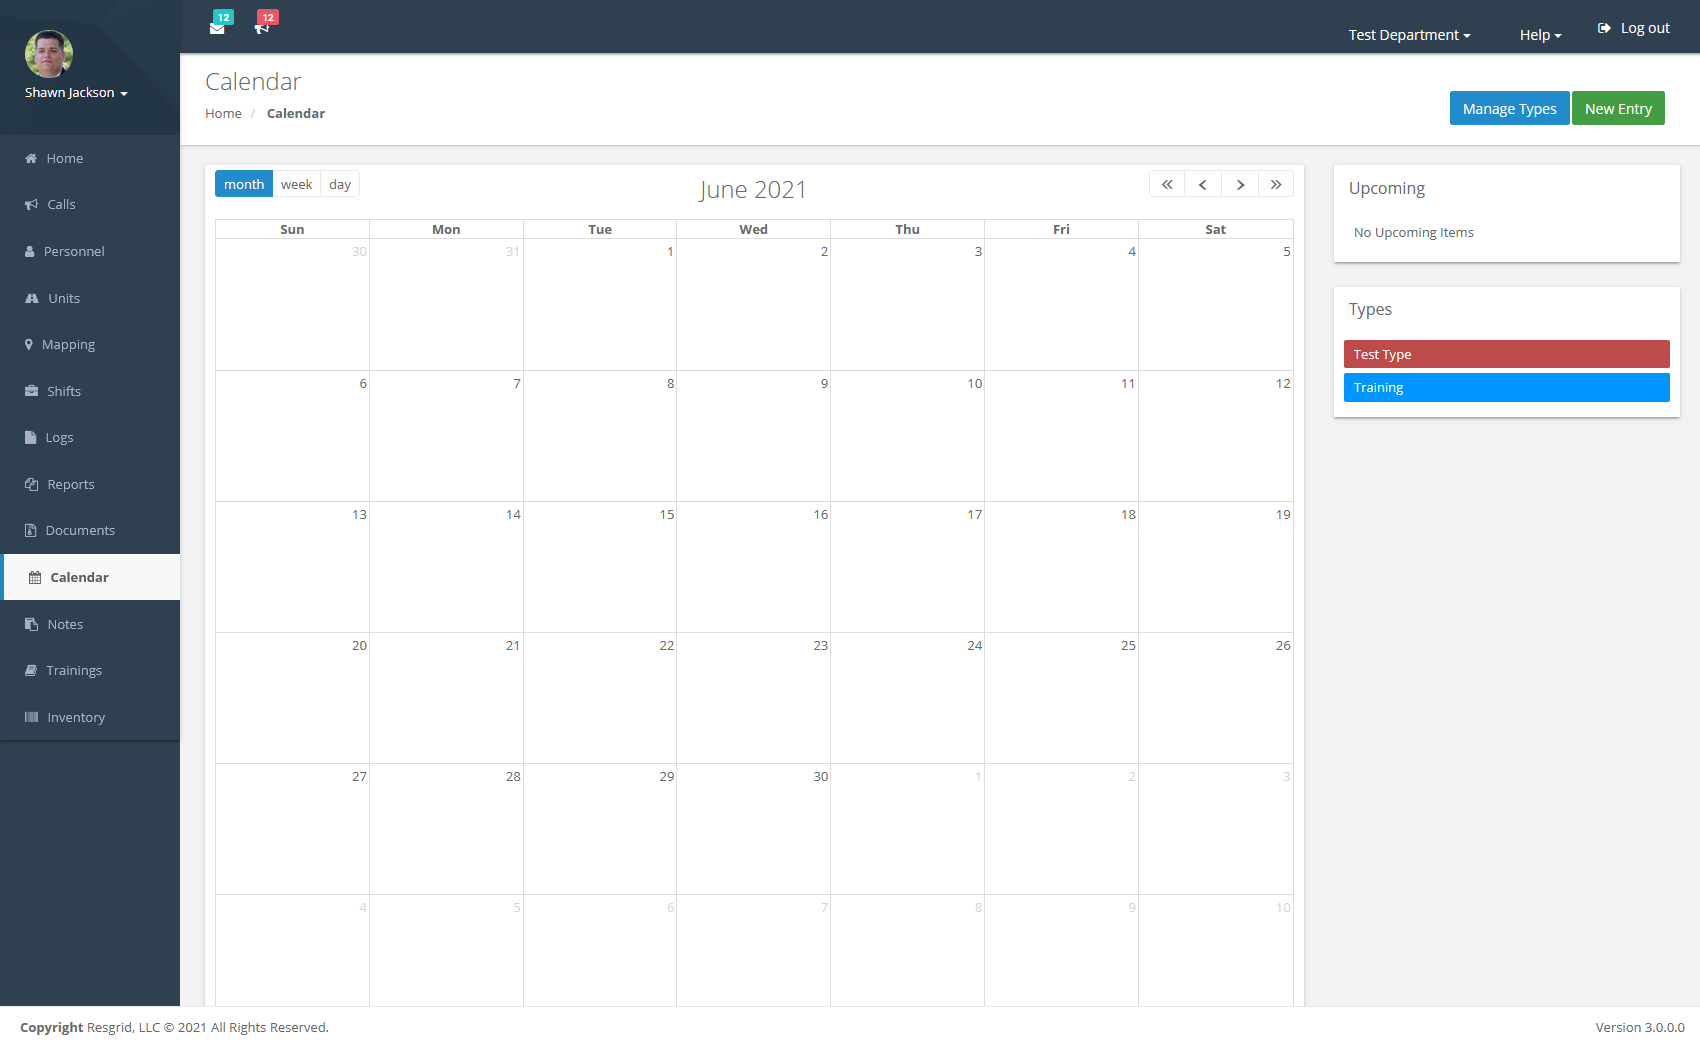 12 12
Test Department Help Log out
Shawn Jackson
Home
Calls
Personnel
Units
Mapping
Shifts
Logs
Reports
Documents
Calendar
Notes
Trainings
Inventory
Calendar
Home / Calendar
Manage Types New Entry
month week day
June 2021
Sun Mon Tue Wed Thu Fri Sat
30 31 1 2 3 4 5
6 7 8 9 10 11 12
13 14 15 16 17 18 19
20 21 22 23 24 25 26
27 28 29 30 1 2 3
4 5 6 7 8 9 10
Upcoming
No Upcoming Items
Types
Test Type
Training
Copyright Resgrid, LLC © 2021 All Rights Reserved.
Version 3.0.0.0